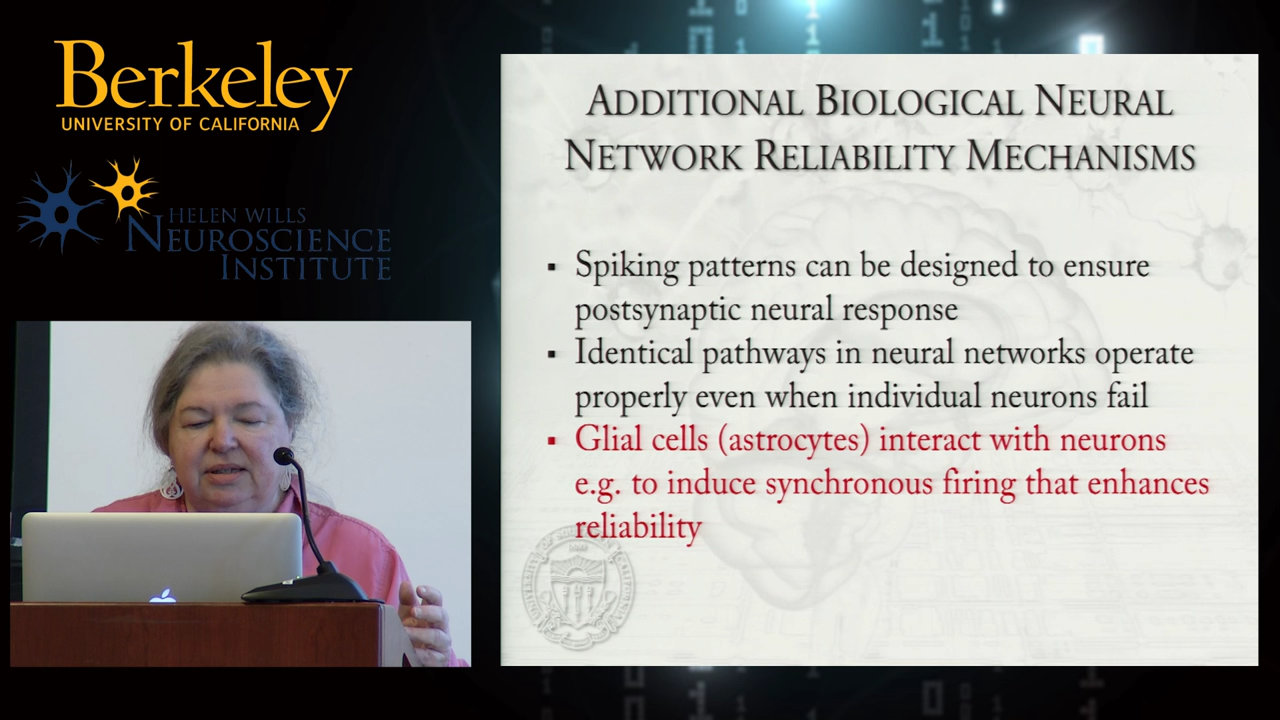 Berkeley
UNIVERSITY OF CALIFORNIA
HELEN WILLS
NEUROSCIENCE
INSTITUTE
ADDITIONAL BIOLOGICAL NEURAL
NETWORK RELIABILITY MECHANISMS
▪ Spiking patterns can be designed to ensure
postsynaptic neural response
▪ Identical pathways in neural networks operate
properly even when individual neurons fail
▪ Glial cells (astrocytes) interact with neurons
e.g. to induce synchronous firing that enhances
reliability